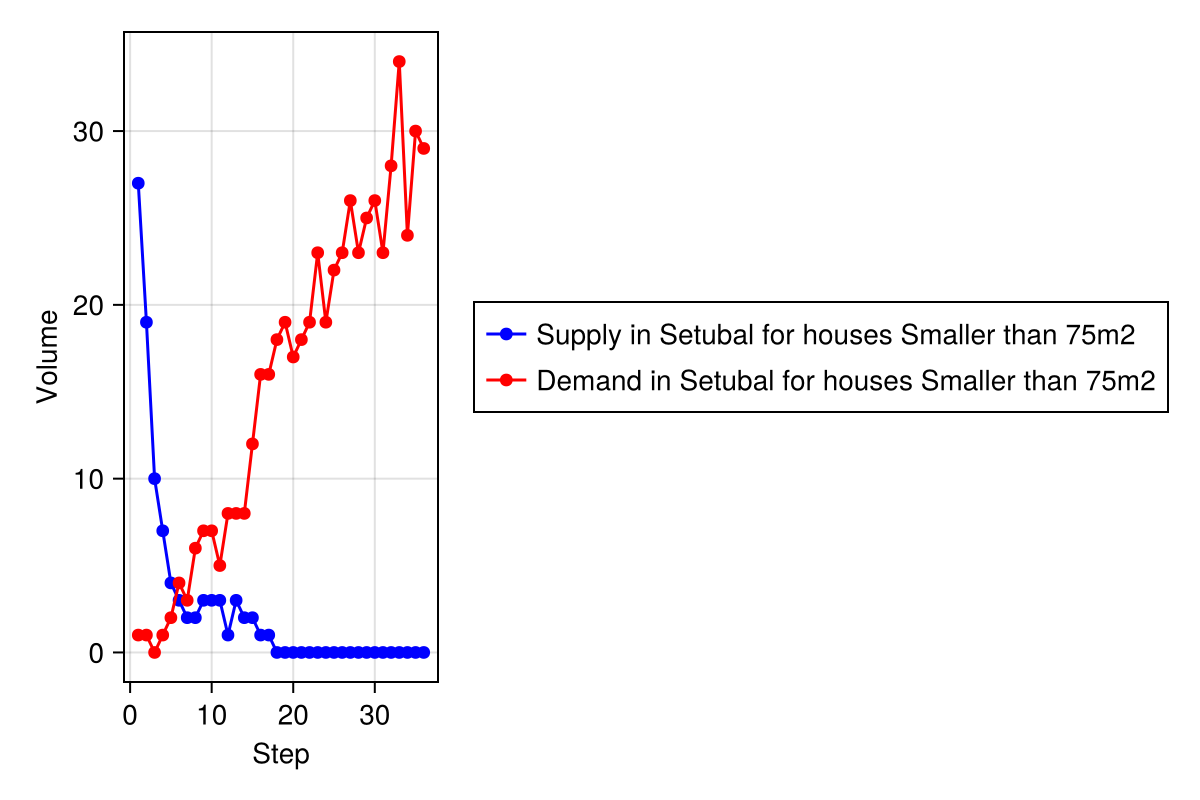 30
20
10
0
Volume
0 10 20 30
Step
Supply in Setubal for houses Smaller than 75m2
Demand in Setubal for houses Smaller than 75m2